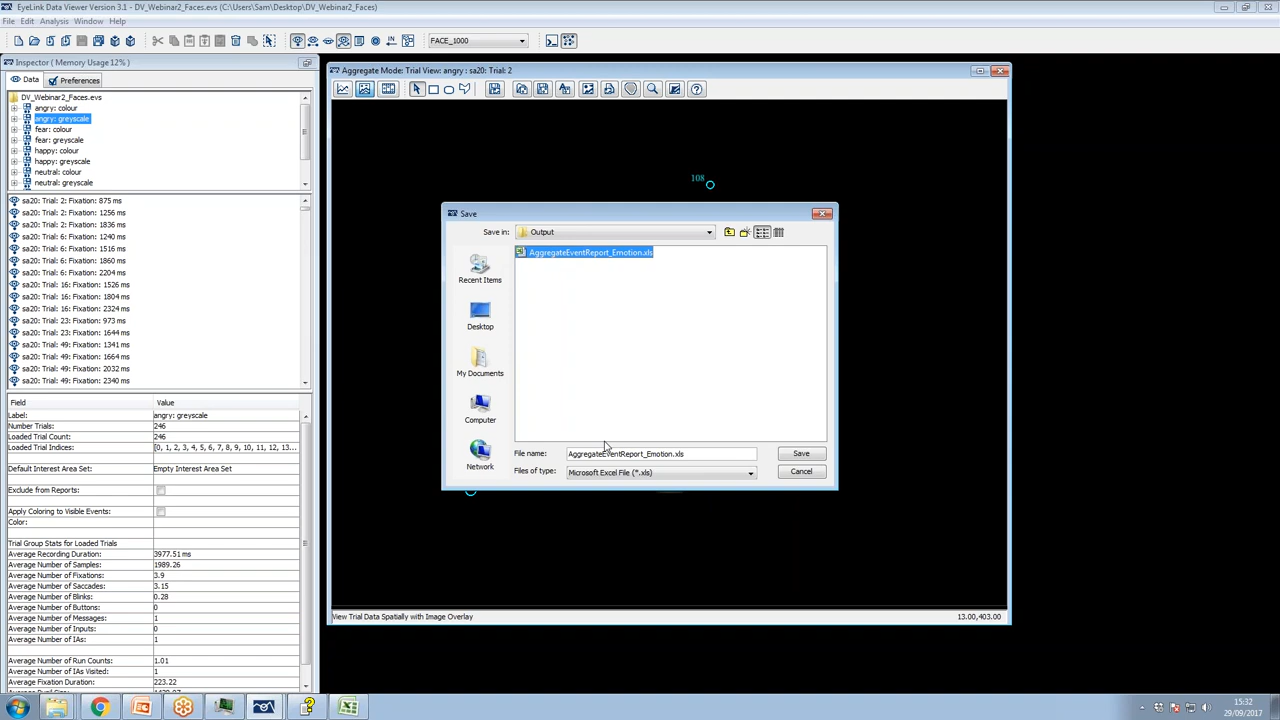 EyeLink Data Viewer Version 3.1 - DV_Webinar2_Faces.evs (C:\Users\Sam\Desktop\DV_Webinar2_Faces)
File Edit Analysis Window Help
IN
FACE_1000
Inspector ( Memory Usage 12% )
Data Preferences
DV_Webinar2_Faces.evs
angry: colour
angry: greyscale
fear: colour
fear: greyscale
happy: colour
happy: greyscale
neutral: colour
neutral: greyscale
sa20: Trial: 2: Fixation: 875 ms
sa20: Trial: 2: Fixation: 1256 ms
sa20: Trial: 2: Fixation: 1836 ms
sa20: Trial: 6: Fixation: 1240 ms
sa20: Trial: 6: Fixation: 1516 ms
sa20: Trial: 6: Fixation: 1860 ms
sa20: Trial: 6: Fixation: 2204 ms
sa20: Trial: 16: Fixation: 1526 ms
sa20: Trial: 16: Fixation: 1804 ms
sa20: Trial: 16: Fixation: 2324 ms
sa20: Trial: 23: Fixation: 973 ms
sa20: Trial: 23: Fixation: 1644 ms
sa20: Trial: 49: Fixation: 1341 ms
sa20: Trial: 49: Fixation: 1664 ms
sa20: Trial: 49: Fixation: 2032 ms
sa20: Trial: 49: Fixation: 2340 ms
Field Value
Label: angry: greyscale
Number Trials: 246
Loaded Trial Count: 246
Loaded Trial Indices: [0, 1, 2, 3, 4, 5, 6, 7, 8, 9, 10, 11, 12, 13...
Default Interest Area Set: Empty Interest Area Set
Exclude from Reports:
Apply Coloring to Visible Events:
Color:
Trial Group Stats for Loaded Trials
Average Recording Duration: 3977.51 ms
Average Number of Samples: 1989.26
Average Number of Fixations: 3.9
Average Number of Saccades: 3.15
Average Number of Blinks: 0.28
Average Number of Buttons: 0
Average Number of Messages: 1
Average Number of Inputs: 0
Average Number of IAs: 1
Average Number of Run Counts: 1.01
Average Number of IAs Visited: 1
Average Fixation Duration: 223.22
Aggregate Mode: Trial View: angry : sa20: Trial: 2
108
Save
Save in: Output
AggregateEventReport_Emotion.xls
Recent Items
Desktop
My Documents
Computer
Network
File name: AggregateEventReport_Emotion.xls Save
Files of type: Microsoft Excel File (*.xls) Cancel
View Trial Data Spatially with Image Overlay 13.00,403.00
15:32
29/09/2017